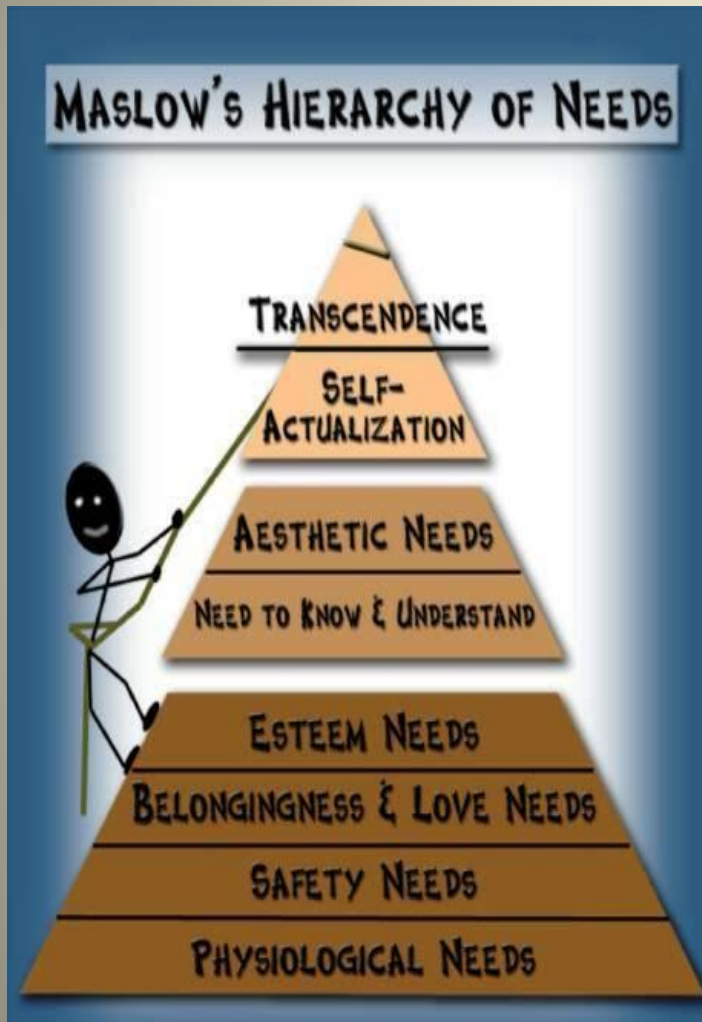 MASLOW'S HIERARCHY OF NEEDS
TRANSCENDENCE
SELF-
ACTUALIZATION
AESTHETIC NEEDS
NEED TO KNOW & UNDERSTAND
ESTEEM NEEDS
BELONGINGNESS & LOVE NEEDS
SAFETY NEEDS
PHYSIOLOGICAL NEEDS